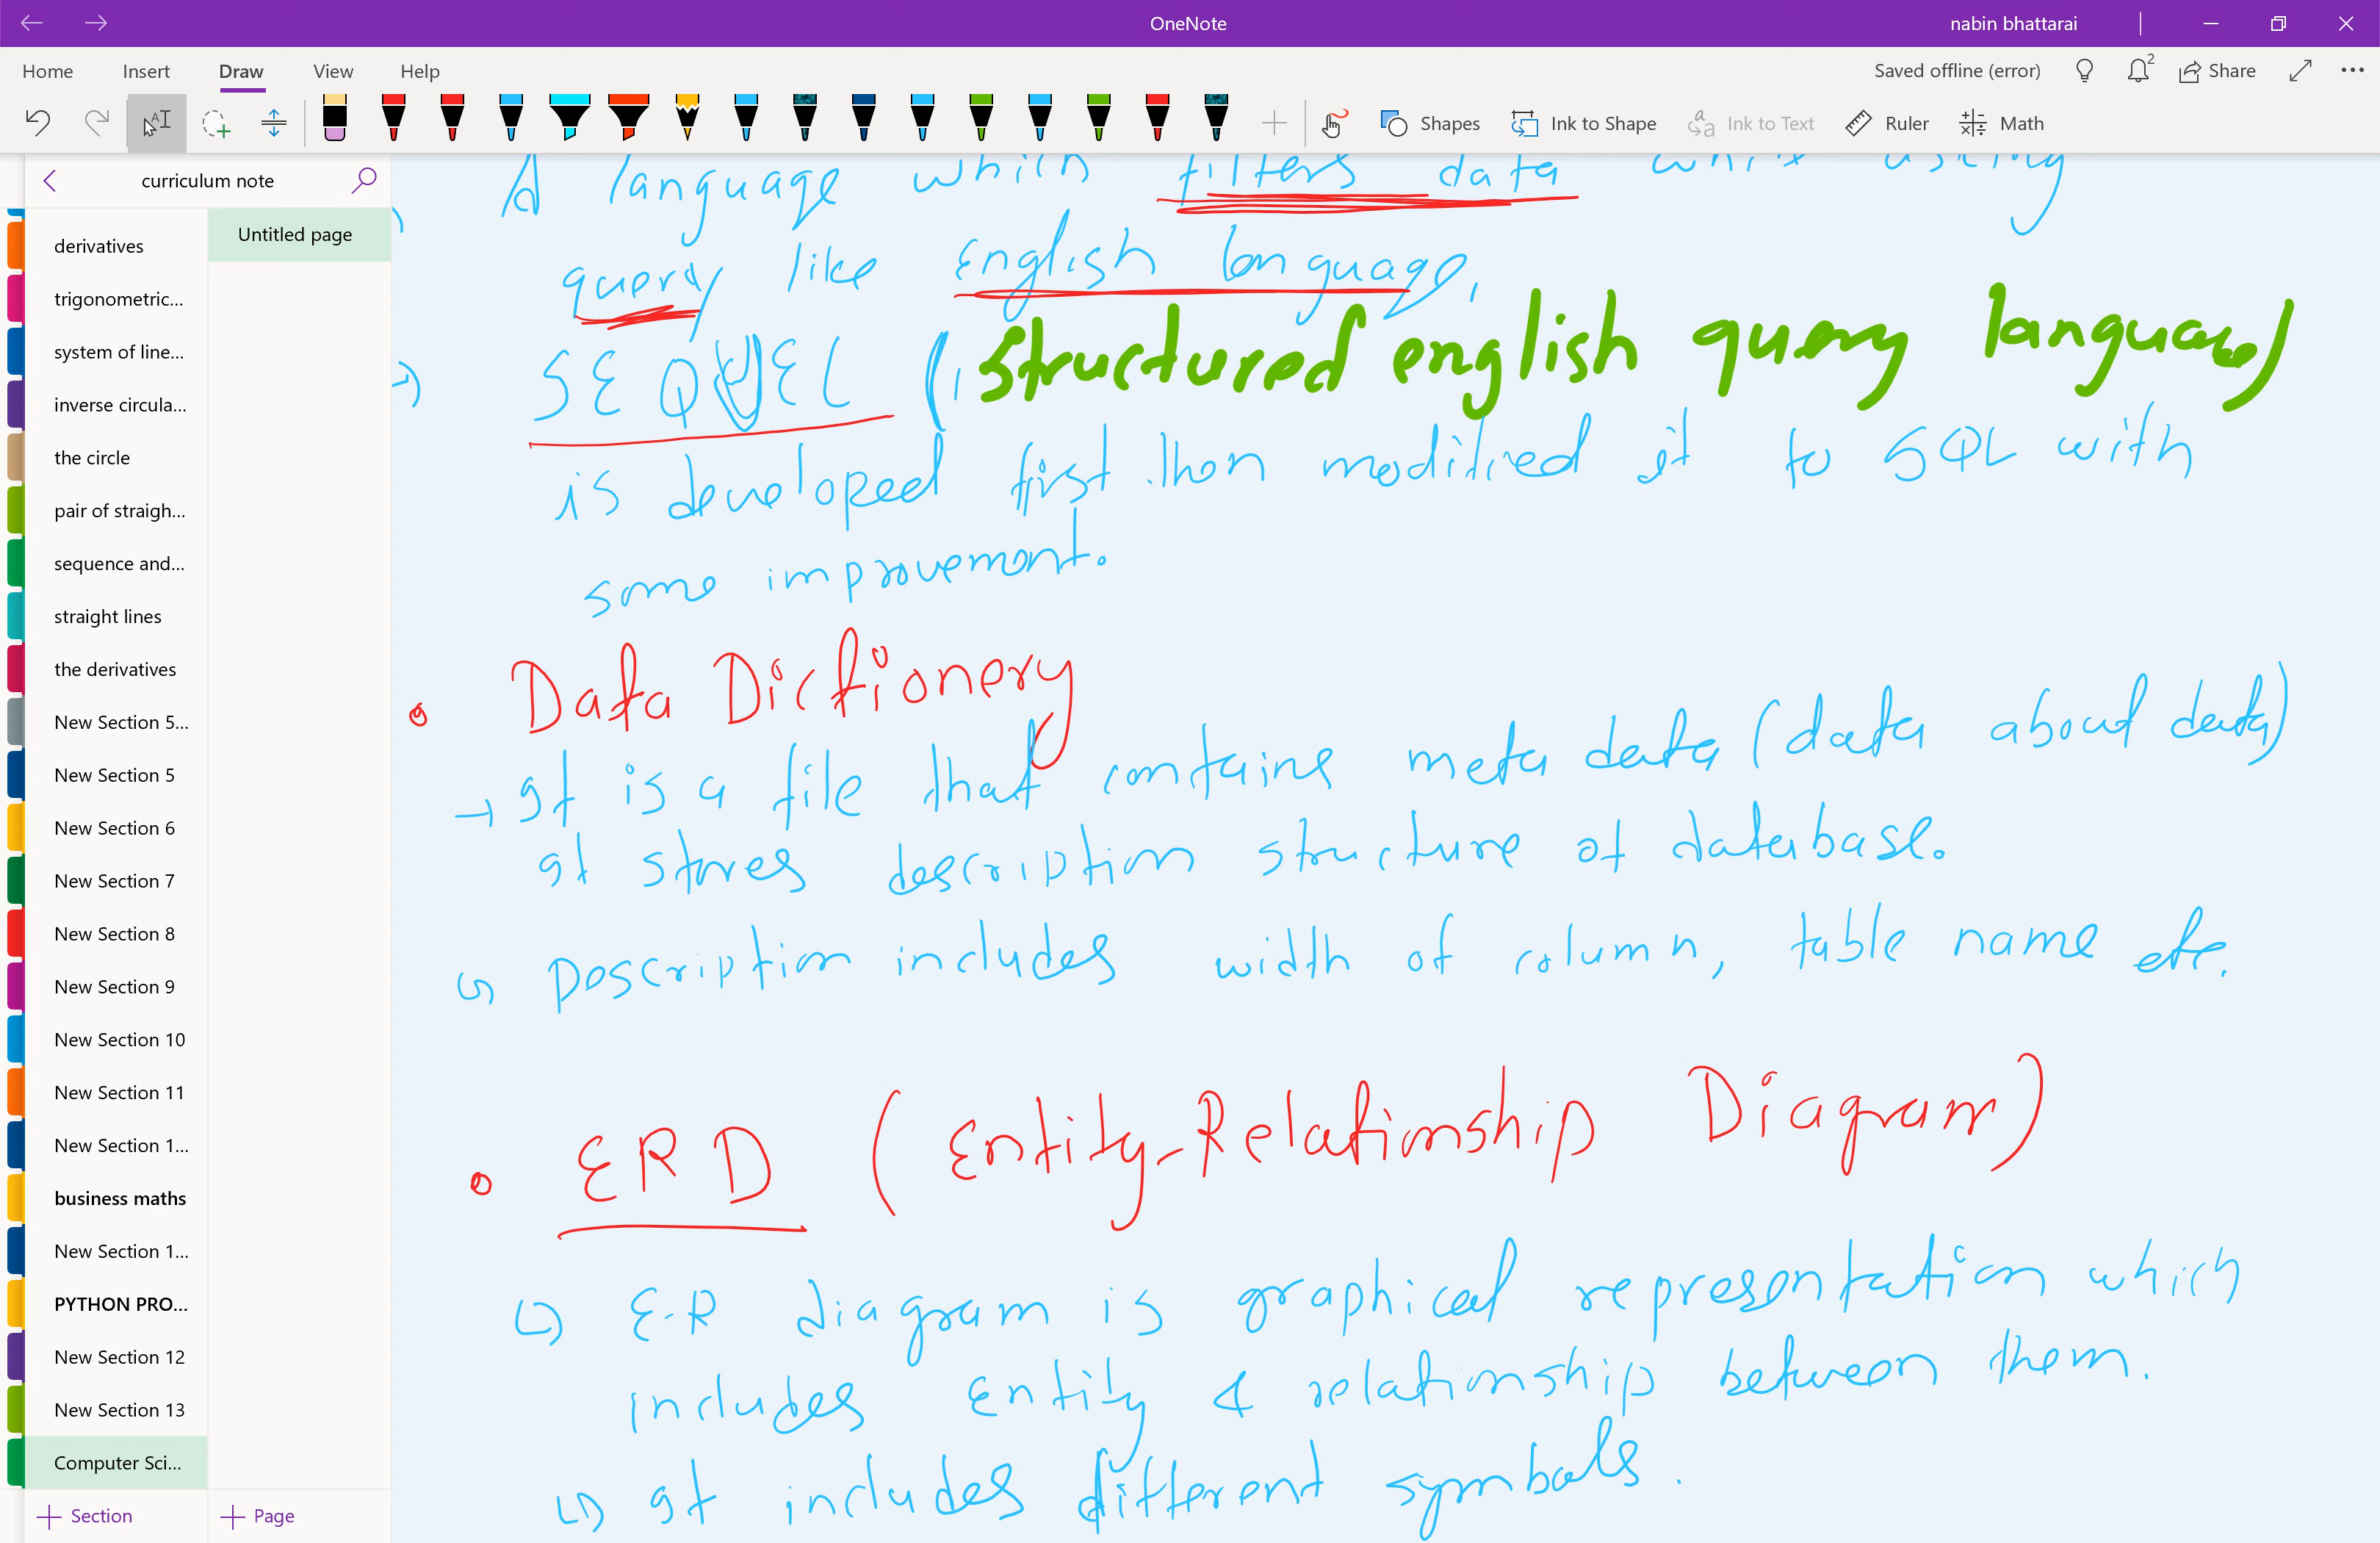 OneNote
nabin bhattarai
Home Insert Draw View Help
Saved offline (error)
2
Share
Shapes
Ink to Shape
Ink to Text
Ruler
Math
curriculum note
Untitled page
derivatives
trigonometric...
system of line...
inverse circula...
the circle
pair of straigh...
sequence and...
straight lines
the derivatives
New Section 5...
New Section 5
New Section 6
New Section 7
New Section 8
New Section 9
New Section 10
New Section 11
New Section 1...
business maths
New Section 1...
PYTHON PRO...
New Section 12
New Section 13
Computer Sci...
+ Section
+ Page
A language which filters data
query like English language,
SEQUEL (structured english query language)
is developed first then modified it to SQL with
some improvement.
• Data Dictionery
→ It is a file that contains meta data (data about data)
It stores description structure of database.
↳ Description includes width of column, table name etc.
• ERD (Entity-Relationship Diagram)
↳ E-R diagram is graphical representation which
includes Entity & relationship between them.
↳ It includes different symbols.